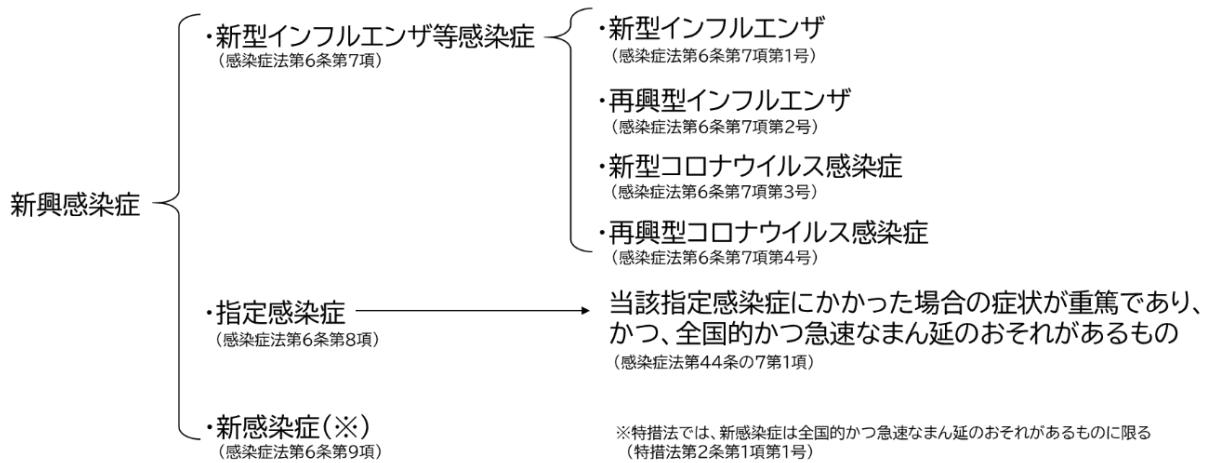 新興感染症
・新型インフルエンザ等感染症
（感染症法第6条第7項）
・新型インフルエンザ
（感染症法第6条第7項第1号）
・再興型インフルエンザ
（感染症法第6条第7項第2号）
・新型コロナウイルス感染症
（感染症法第6条第7項第3号）
・再興型コロナウイルス感染症
（感染症法第6条第7項第4号）
・指定感染症
（感染症法第6条第8項）
当該指定感染症にかかった場合の症状が重篤であり、
かつ、全国的かつ急速なまん延のおそれがあるもの
（感染症法第44条の7第1項）
・新感染症（※）
（感染症法第6条第9項）
※特措法では、新感染症は全国的かつ急速なまん延のおそれがあるものに限る
（特措法第2条第1項第1号）